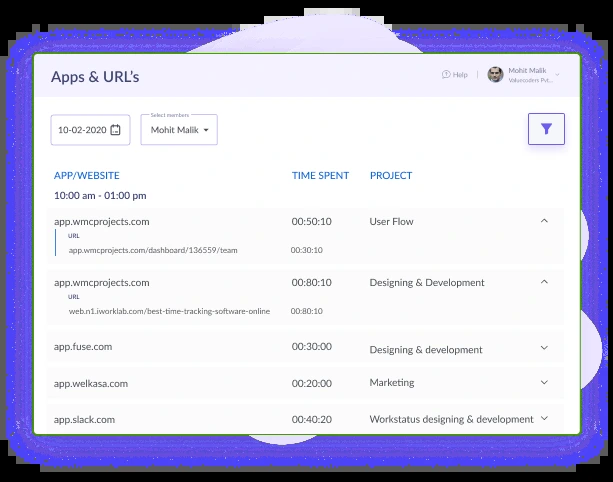 Apps & URL's
Help
Mohit Malik
Valuecoders Pvt...
Select members
10-02-2020
Mohit Malik
APP/WEBSITE TIME SPENT PROJECT
10:00 am - 01:00 pm
app.wmcprojects.com 00:50:10 User Flow
URL
app.wmcprojects.com/dashboard/136559/team 00:30:10
app.wmcprojects.com 00:80:10 Designing & Development
URL
web.n1.iworklab.com/best-time-tracking-software-online 00:80:10
app.fuse.com 00:30:00 Designing & development
app.welkasa.com 00:20:00 Marketing
app.slack.com 00:40:20 Workstatus designing & development